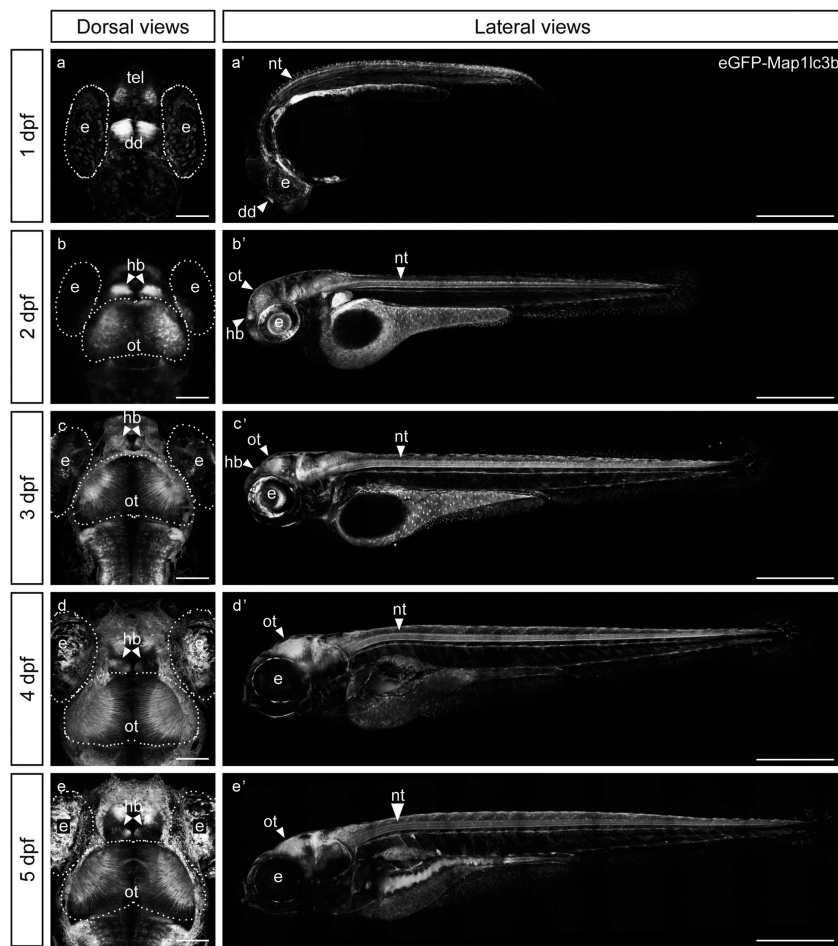 Dorsal views
Lateral views
1 dpf
a
tel
e
e
dd
a'
nt
eGFP-Map1lc3b
e
dd
2 dpf
b
hb
e
e
ot
b'
ot
nt
hb
e
3 dpf
c
hb
e
e
ot
c'
ot
nt
hb
e
4 dpf
d
hb
e
e
ot
d'
ot
nt
e
5 dpf
e
hb
e
e
ot
e'
ot
nt
e